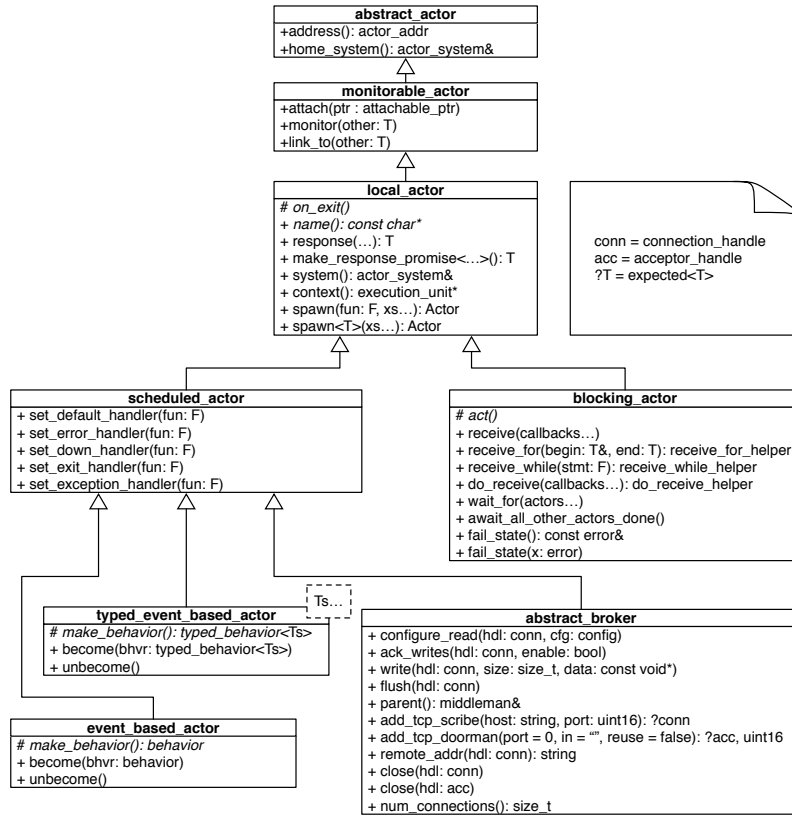 abstract_actor
+address(): actor_addr
+home_system(): actor_system&
monitorable_actor
+attach(ptr : attachable_ptr)
+monitor(other: T)
+link_to(other: T)
local_actor
# on_exit()
+ name(): const char*
+ response(…): T
+ make_response_promise<…>(): T
+ system(): actor_system&
+ context(): execution_unit*
+ spawn(fun: F, xs…): Actor
+ spawn<T>(xs…): Actor
conn = connection_handle
acc = acceptor_handle
?T = expected<T>
scheduled_actor
+ set_default_handler(fun: F)
+ set_error_handler(fun: F)
+ set_down_handler(fun: F)
+ set_exit_handler(fun: F)
+ set_exception_handler(fun: F)
blocking_actor
# act()
+ receive(callbacks…)
+ receive_for(begin: T&, end: T): receive_for_helper
+ receive_while(stmt: F): receive_while_helper
+ do_receive(callbacks…): do_receive_helper
+ wait_for(actors…)
+ await_all_other_actors_done()
+ fail_state(): const error&
+ fail_state(x: error)
Ts…
typed_event_based_actor
# make_behavior(): typed_behavior<Ts>
+ become(bhvr: typed_behavior<Ts>)
+ unbecome()
event_based_actor
# make_behavior(): behavior
+ become(bhvr: behavior)
+ unbecome()
abstract_broker
+ configure_read(hdl: conn, cfg: config)
+ ack_writes(hdl: conn, enable: bool)
+ write(hdl: conn, size: size_t, data: const void*)
+ flush(hdl: conn)
+ parent(): middleman&
+ add_tcp_scribe(host: string, port: uint16): ?conn
+ add_tcp_doorman(port = 0, in = “”, reuse = false): ?acc, uint16
+ remote_addr(hdl: conn): string
+ close(hdl: conn)
+ close(hdl: acc)
+ num_connections(): size_t